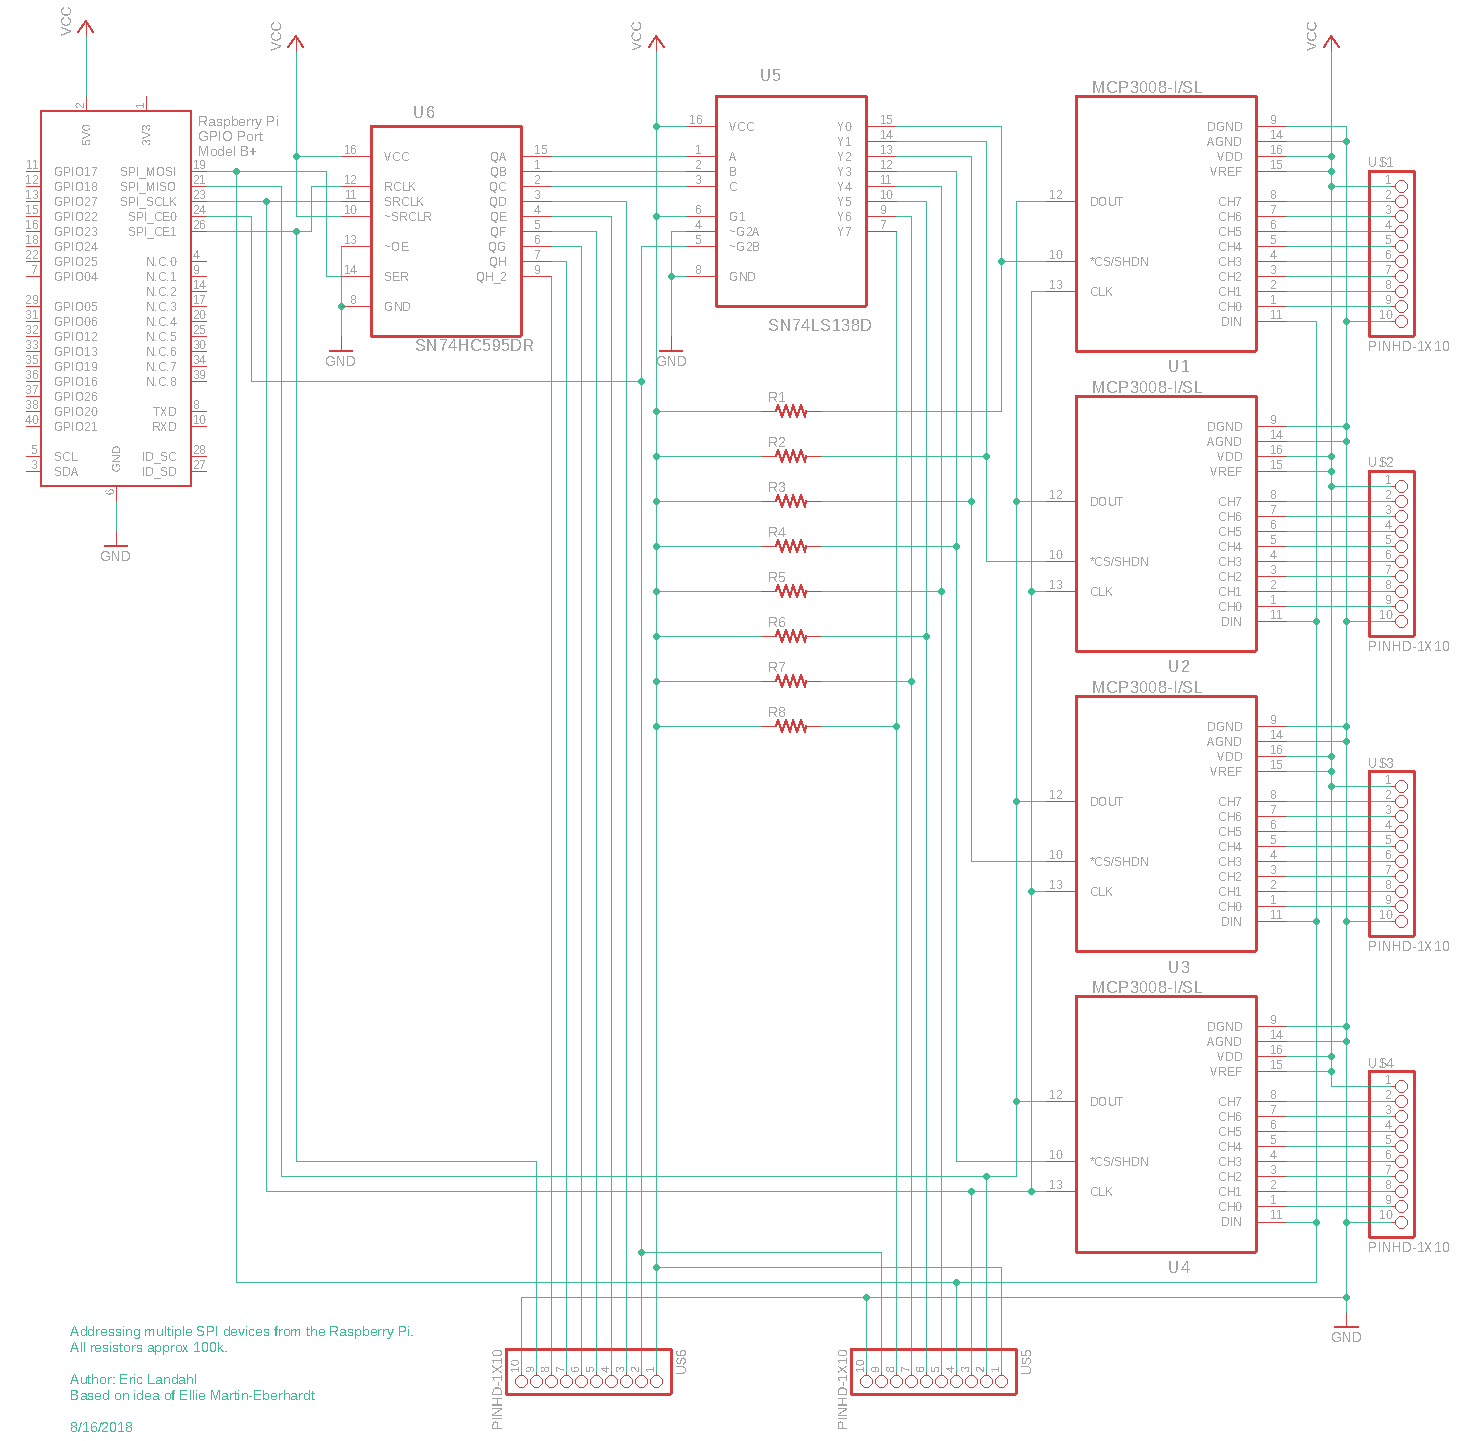 VCC
VCC
VCC
VCC
Raspberry Pi
GPIO Port
Model B+
2
1
5V0
3V3
11 GPIO17 SPI_MOSI 19
12 GPIO18 SPI_MISO 21
13 GPIO27 SPI_SCLK 23
15 GPIO22 SPI_CE0 24
16 GPIO23 SPI_CE1 26
18 GPIO24
22 GPIO25 N.C.0 4
7 GPIO04 N.C.1 9
N.C.2 14
29 GPIO05 N.C.3 17
31 GPIO06 N.C.4 20
32 GPIO12 N.C.5 25
33 GPIO13 N.C.6 30
35 GPIO19 N.C.7 34
36 GPIO16 N.C.8 39
37 GPIO26
38 GPIO20 TXD 8
40 GPIO21 RXD 10
5 SCL ID_SC 28
3 SDA ID_SD 27
GND
6
GND
U6
16 VCC QA 15
QB 1
12 RCLK QC 2
11 SRCLK QD 3
10 ~SRCLR QE 4
QF 5
13 ~OE QG 6
QH 7
14 SER QH_2 9
8 GND
SN74HC595DR
GND
U5
16 VCC Y0 15
Y1 14
1 A Y2 13
2 B Y3 12
3 C Y4 11
Y5 10
6 G1 Y6 9
4 ~G2A Y7 7
5 ~G2B
8 GND
SN74LS138D
GND
R1
R2
R3
R4
R5
R6
R7
R8
MCP3008-I/SL
DGND 9
AGND 14
VDD 16
VREF 15
12 DOUT CH7 8
CH6 7
CH5 6
CH4 5
10 *CS/SHDN CH3 4
CH2 3
13 CLK CH1 2
CH0 1
DIN 11
U1
U$1
1
2
3
4
5
6
7
8
9
10
PINHD-1X10
MCP3008-I/SL
DGND 9
AGND 14
VDD 16
VREF 15
12 DOUT CH7 8
CH6 7
CH5 6
CH4 5
10 *CS/SHDN CH3 4
CH2 3
13 CLK CH1 2
CH0 1
DIN 11
U2
U$2
1
2
3
4
5
6
7
8
9
10
PINHD-1X10
MCP3008-I/SL
DGND 9
AGND 14
VDD 16
VREF 15
12 DOUT CH7 8
CH6 7
CH5 6
CH4 5
10 *CS/SHDN CH3 4
CH2 3
13 CLK CH1 2
CH0 1
DIN 11
U3
U$3
1
2
3
4
5
6
7
8
9
10
PINHD-1X10
MCP3008-I/SL
DGND 9
AGND 14
VDD 16
VREF 15
12 DOUT CH7 8
CH6 7
CH5 6
CH4 5
10 *CS/SHDN CH3 4
CH2 3
13 CLK CH1 2
CH0 1
DIN 11
U4
U$4
1
2
3
4
5
6
7
8
9
10
PINHD-1X10
GND
Addressing multiple SPI devices from the Raspberry Pi.
All resistors approx 100k.
Author: Eric Landahl
Based on idea of Ellie Martin-Eberhardt
8/16/2018
PINHD-1X10
10 9 8 7 6 5 4 3 2 1
U$6
PINHD-1X10
10 9 8 7 6 5 4 3 2 1
U$5